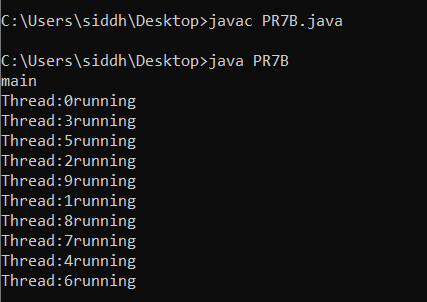 C:\Users\siddh\Desktop>javac PR7B.java
C:\Users\siddh\Desktop>java PR7B
main
Thread:0running
Thread:3running
Thread:5running
Thread:2running
Thread:9running
Thread:1running
Thread:8running
Thread:7running
Thread:4running
Thread:6running